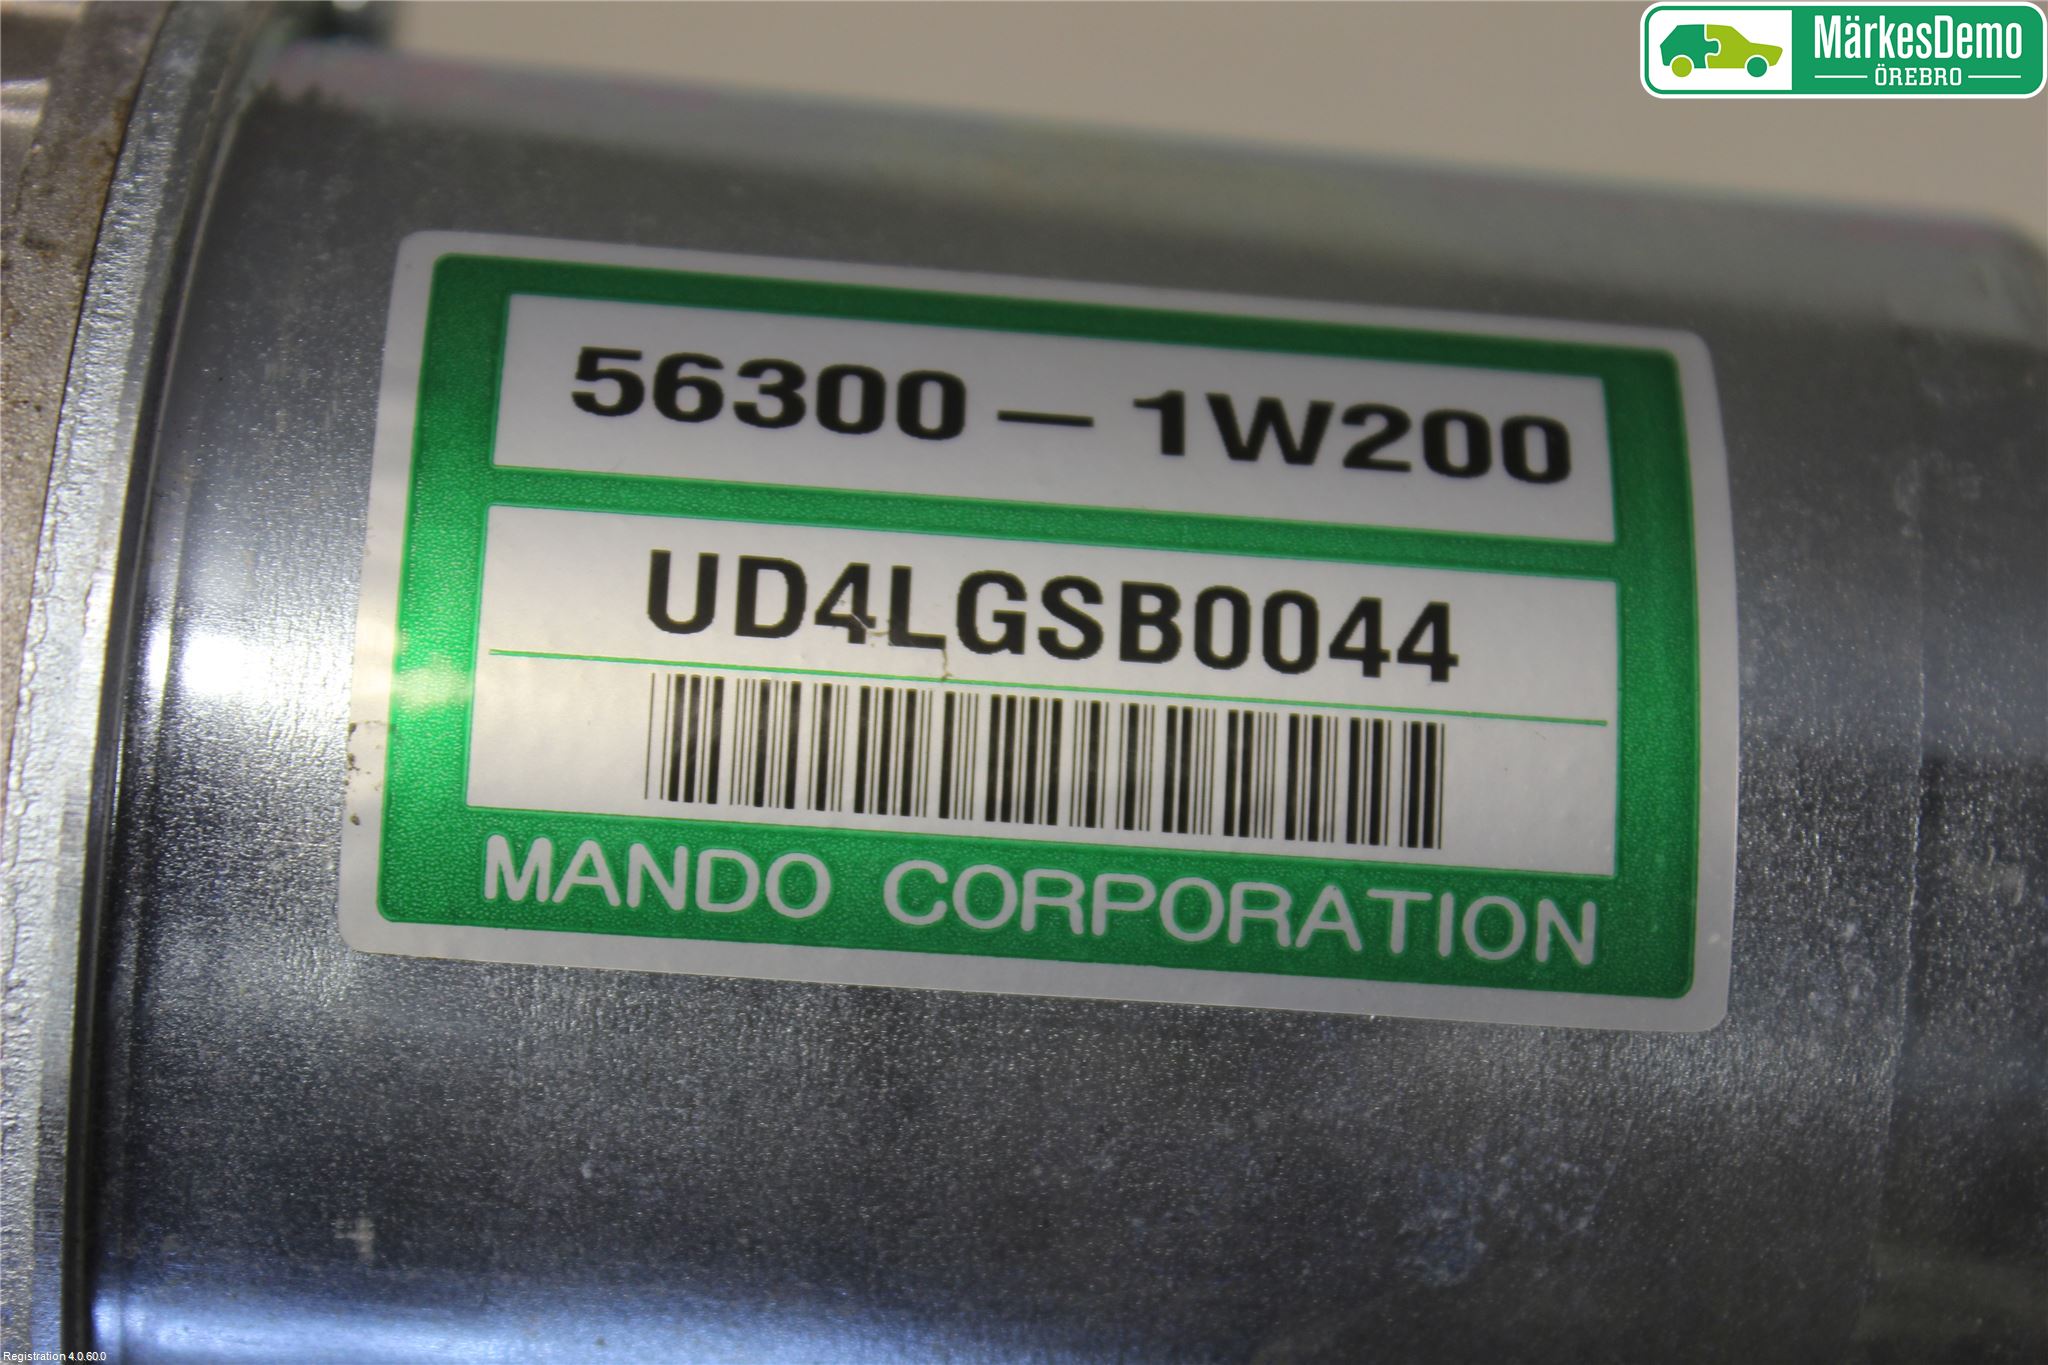 MärkesDemo
ÖREBRO
56300-1W200
UD4LGSB0044
MANDO CORPORATION
Registration 4.0.60.0